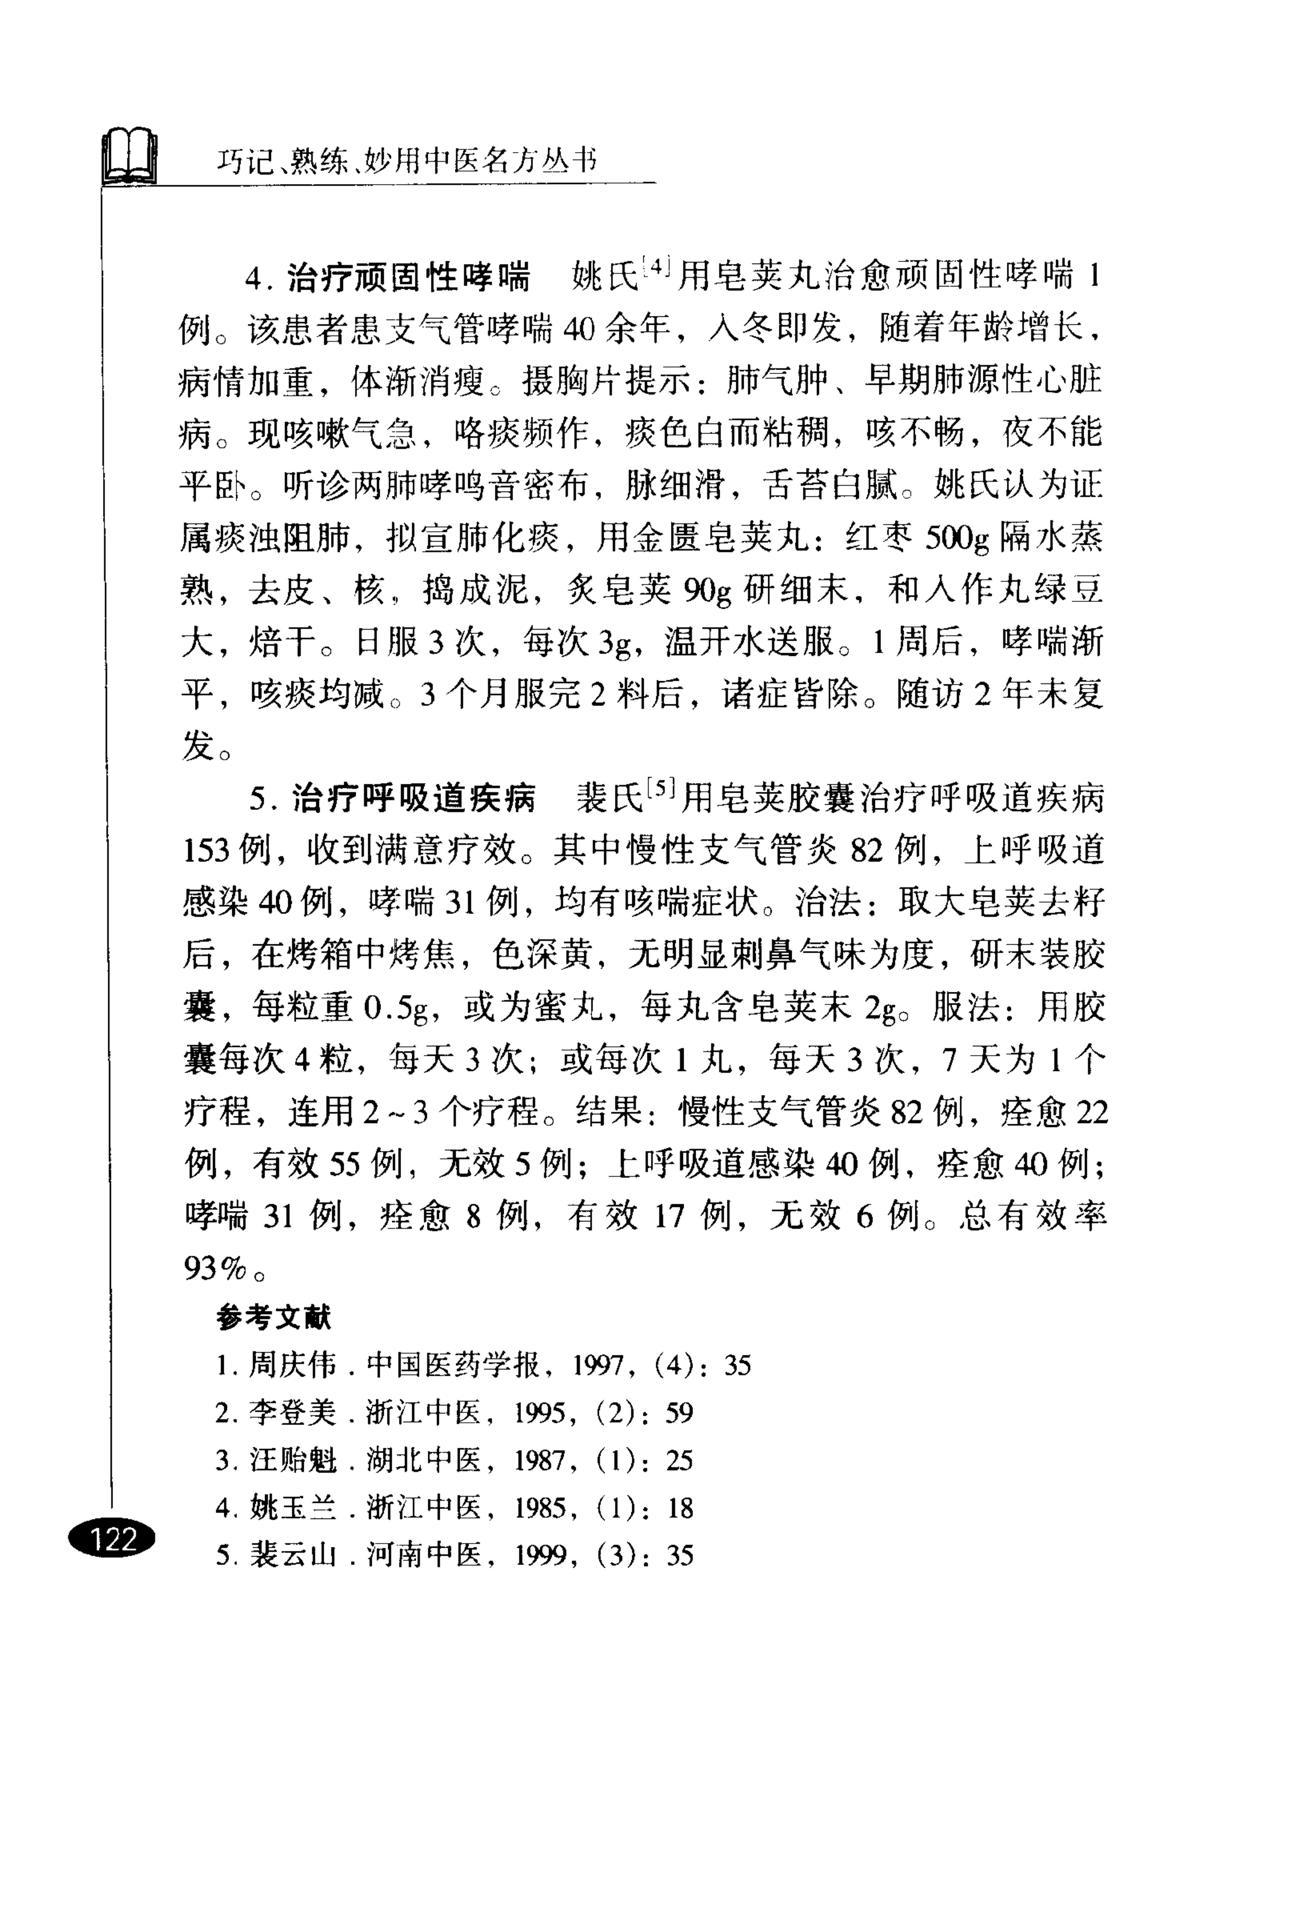 巧记、熟练、妙用中医名方丛书
4. 治疗顽固性哮喘 姚氏[4]用皂荚丸治愈顽固性哮喘 1
例。该患者患支气管哮喘 40 余年，入冬即发，随着年龄增长，
病情加重，体渐消瘦。摄胸片提示：肺气肿、早期肺源性心脏
病。现咳嗽气急，咯痰频作，痰色白而粘稠，咳不畅，夜不能
平卧。听诊两肺哮鸣音密布，脉细滑，舌苔白腻。姚氏认为证
属痰浊阻肺，拟宣肺化痰，用金匮皂荚丸：红枣 500g 隔水蒸
熟，去皮、核，捣成泥，炙皂荚 90g 研细末，和入作丸绿豆
大，焙干。日服 3 次，每次 3g，温开水送服。1 周后，哮喘渐
平，咳痰均减。3 个月服完 2 料后，诸症皆除。随访 2 年未复
发。
5. 治疗呼吸道疾病 裴氏[5]用皂荚胶囊治疗呼吸道疾病
153 例，收到满意疗效。其中慢性支气管炎 82 例，上呼吸道
感染 40 例，哮喘 31 例，均有咳喘症状。治法：取大皂荚去籽
后，在烤箱中烤焦，色深黄，无明显刺鼻气味为度，研末装胶
囊，每粒重 0.5g，或为蜜丸，每丸含皂荚末 2g。服法：用胶
囊每次 4 粒，每天 3 次；或每次 1 丸，每天 3 次，7 天为 1 个
疗程，连用 2～3 个疗程。结果：慢性支气管炎 82 例，痊愈 22
例，有效 55 例，无效 5 例；上呼吸道感染 40 例，痊愈 40 例；
哮喘 31 例，痊愈 8 例，有效 17 例，无效 6 例。总有效率
93%。
参考文献
1. 周庆伟．中国医药学报，1997，(4)：35
2. 李登美．浙江中医，1995，(2)：59
3. 汪贻魁．湖北中医，1987，(1)：25
4. 姚玉兰．浙江中医，1985，(1)：18
5. 裴云山．河南中医，1999，(3)：35
122